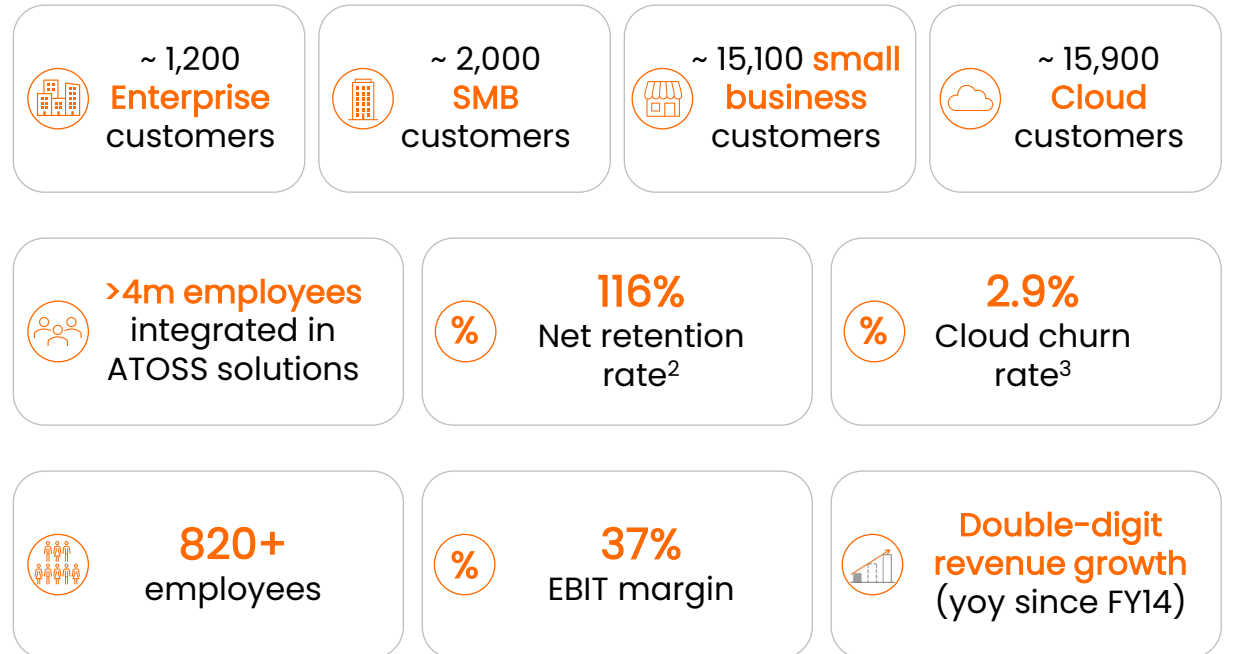 ~ 1,200
Enterprise
customers
~ 2,000
SMB
customers
~ 15,100 small
business
customers
~ 15,900
Cloud
customers
>4m employees
integrated in
ATOSS solutions
%
116%
Net retention
rate²
%
2.9%
Cloud churn
rate³
820+
employees
%
37%
EBIT margin
Double-digit
revenue growth
(yoy since FY14)